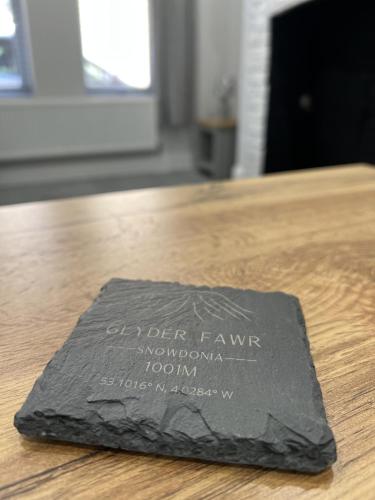 GLYDER FAWR
SNOWDONIA
1001M
53.1016° N, 4.0284° W